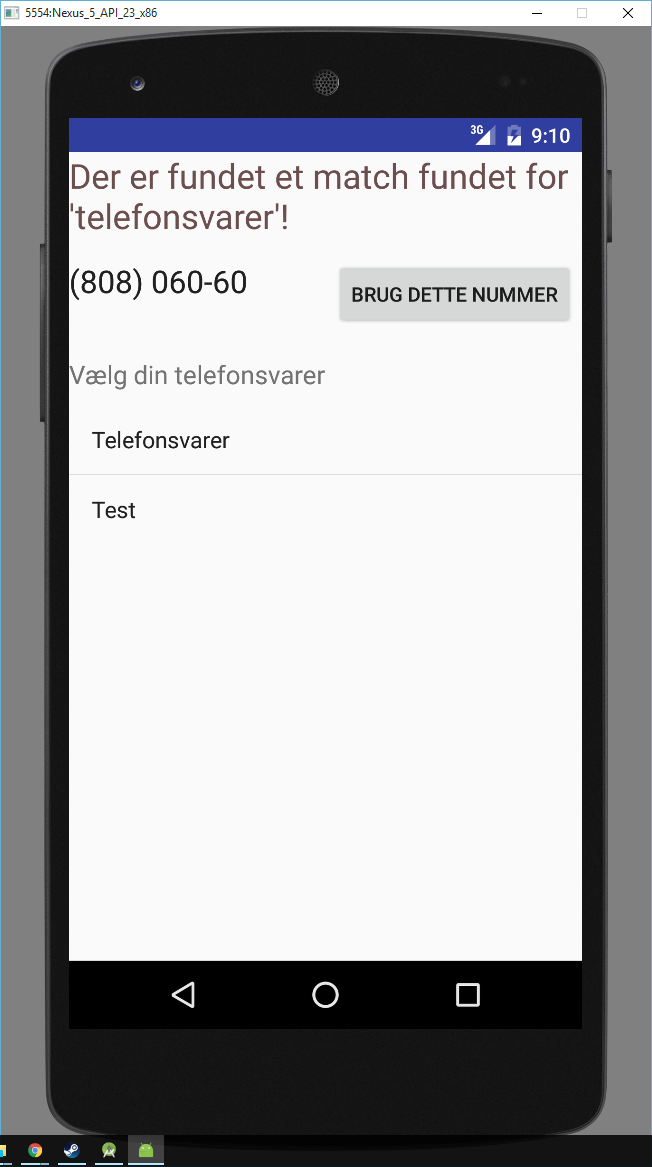 5554:Nexus_5_API_23_x86
3G 9:10
Der er fundet et match fundet for
'telefonsvarer'!
(808) 060-60
BRUG DETTE NUMMER
Vælg din telefonsvarer
Telefonsvarer
Test